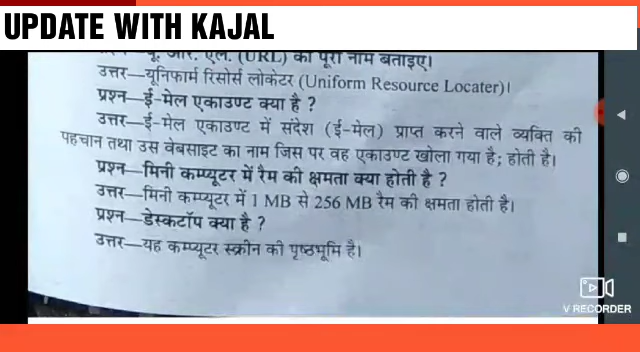 UPDATE WITH KAJAL
यू. आर. एल. (URL) का पूरा नाम बताइए।
उत्तर—यूनिफार्म रिसोर्स लोकेटर (Uniform Resource Locater)।
प्रश्न—ई-मेल एकाउण्ट क्या है ?
उत्तर—ई-मेल एकाउण्ट में संदेश (ई-मेल) प्राप्त करने वाले व्यक्ति की
पहचान तथा उस वेबसाइट का नाम जिस पर वह एकाउण्ट खोला गया है; होती है।
प्रश्न—मिनी कम्प्यूटर में रैम की क्षमता क्या होती है ?
उत्तर—मिनी कम्प्यूटर में 1 MB से 256 MB रैम की क्षमता होती है।
प्रश्न—डेस्कटॉप क्या है ?
उत्तर—यह कम्प्यूटर स्क्रीन की पृष्ठभूमि है।
V RECORDER